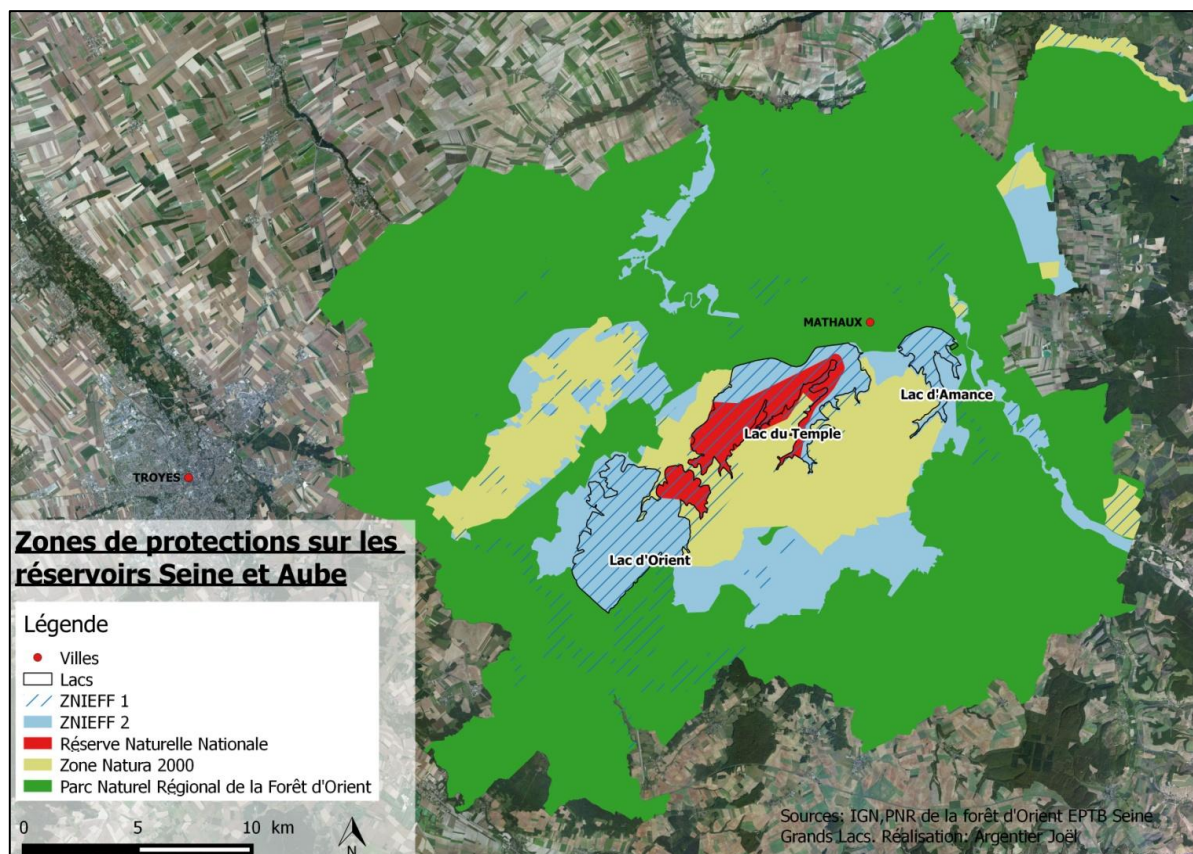 MATHAUX
Lac d'Amance
Lac du Temple
TROYES
Lac d'Orient
Zones de protections sur les
réservoirs Seine et Aube
Légende
Villes
Lacs
ZNIEFF 1
ZNIEFF 2
Réserve Naturelle Nationale
Zone Natura 2000
Parc Naturel Régional de la Forêt d'Orient
0 5 10 km
N
Sources: IGN,PNR de la forêt d'Orient EPTB Seine
Grands Lacs. Réalisation: Argentier Joël